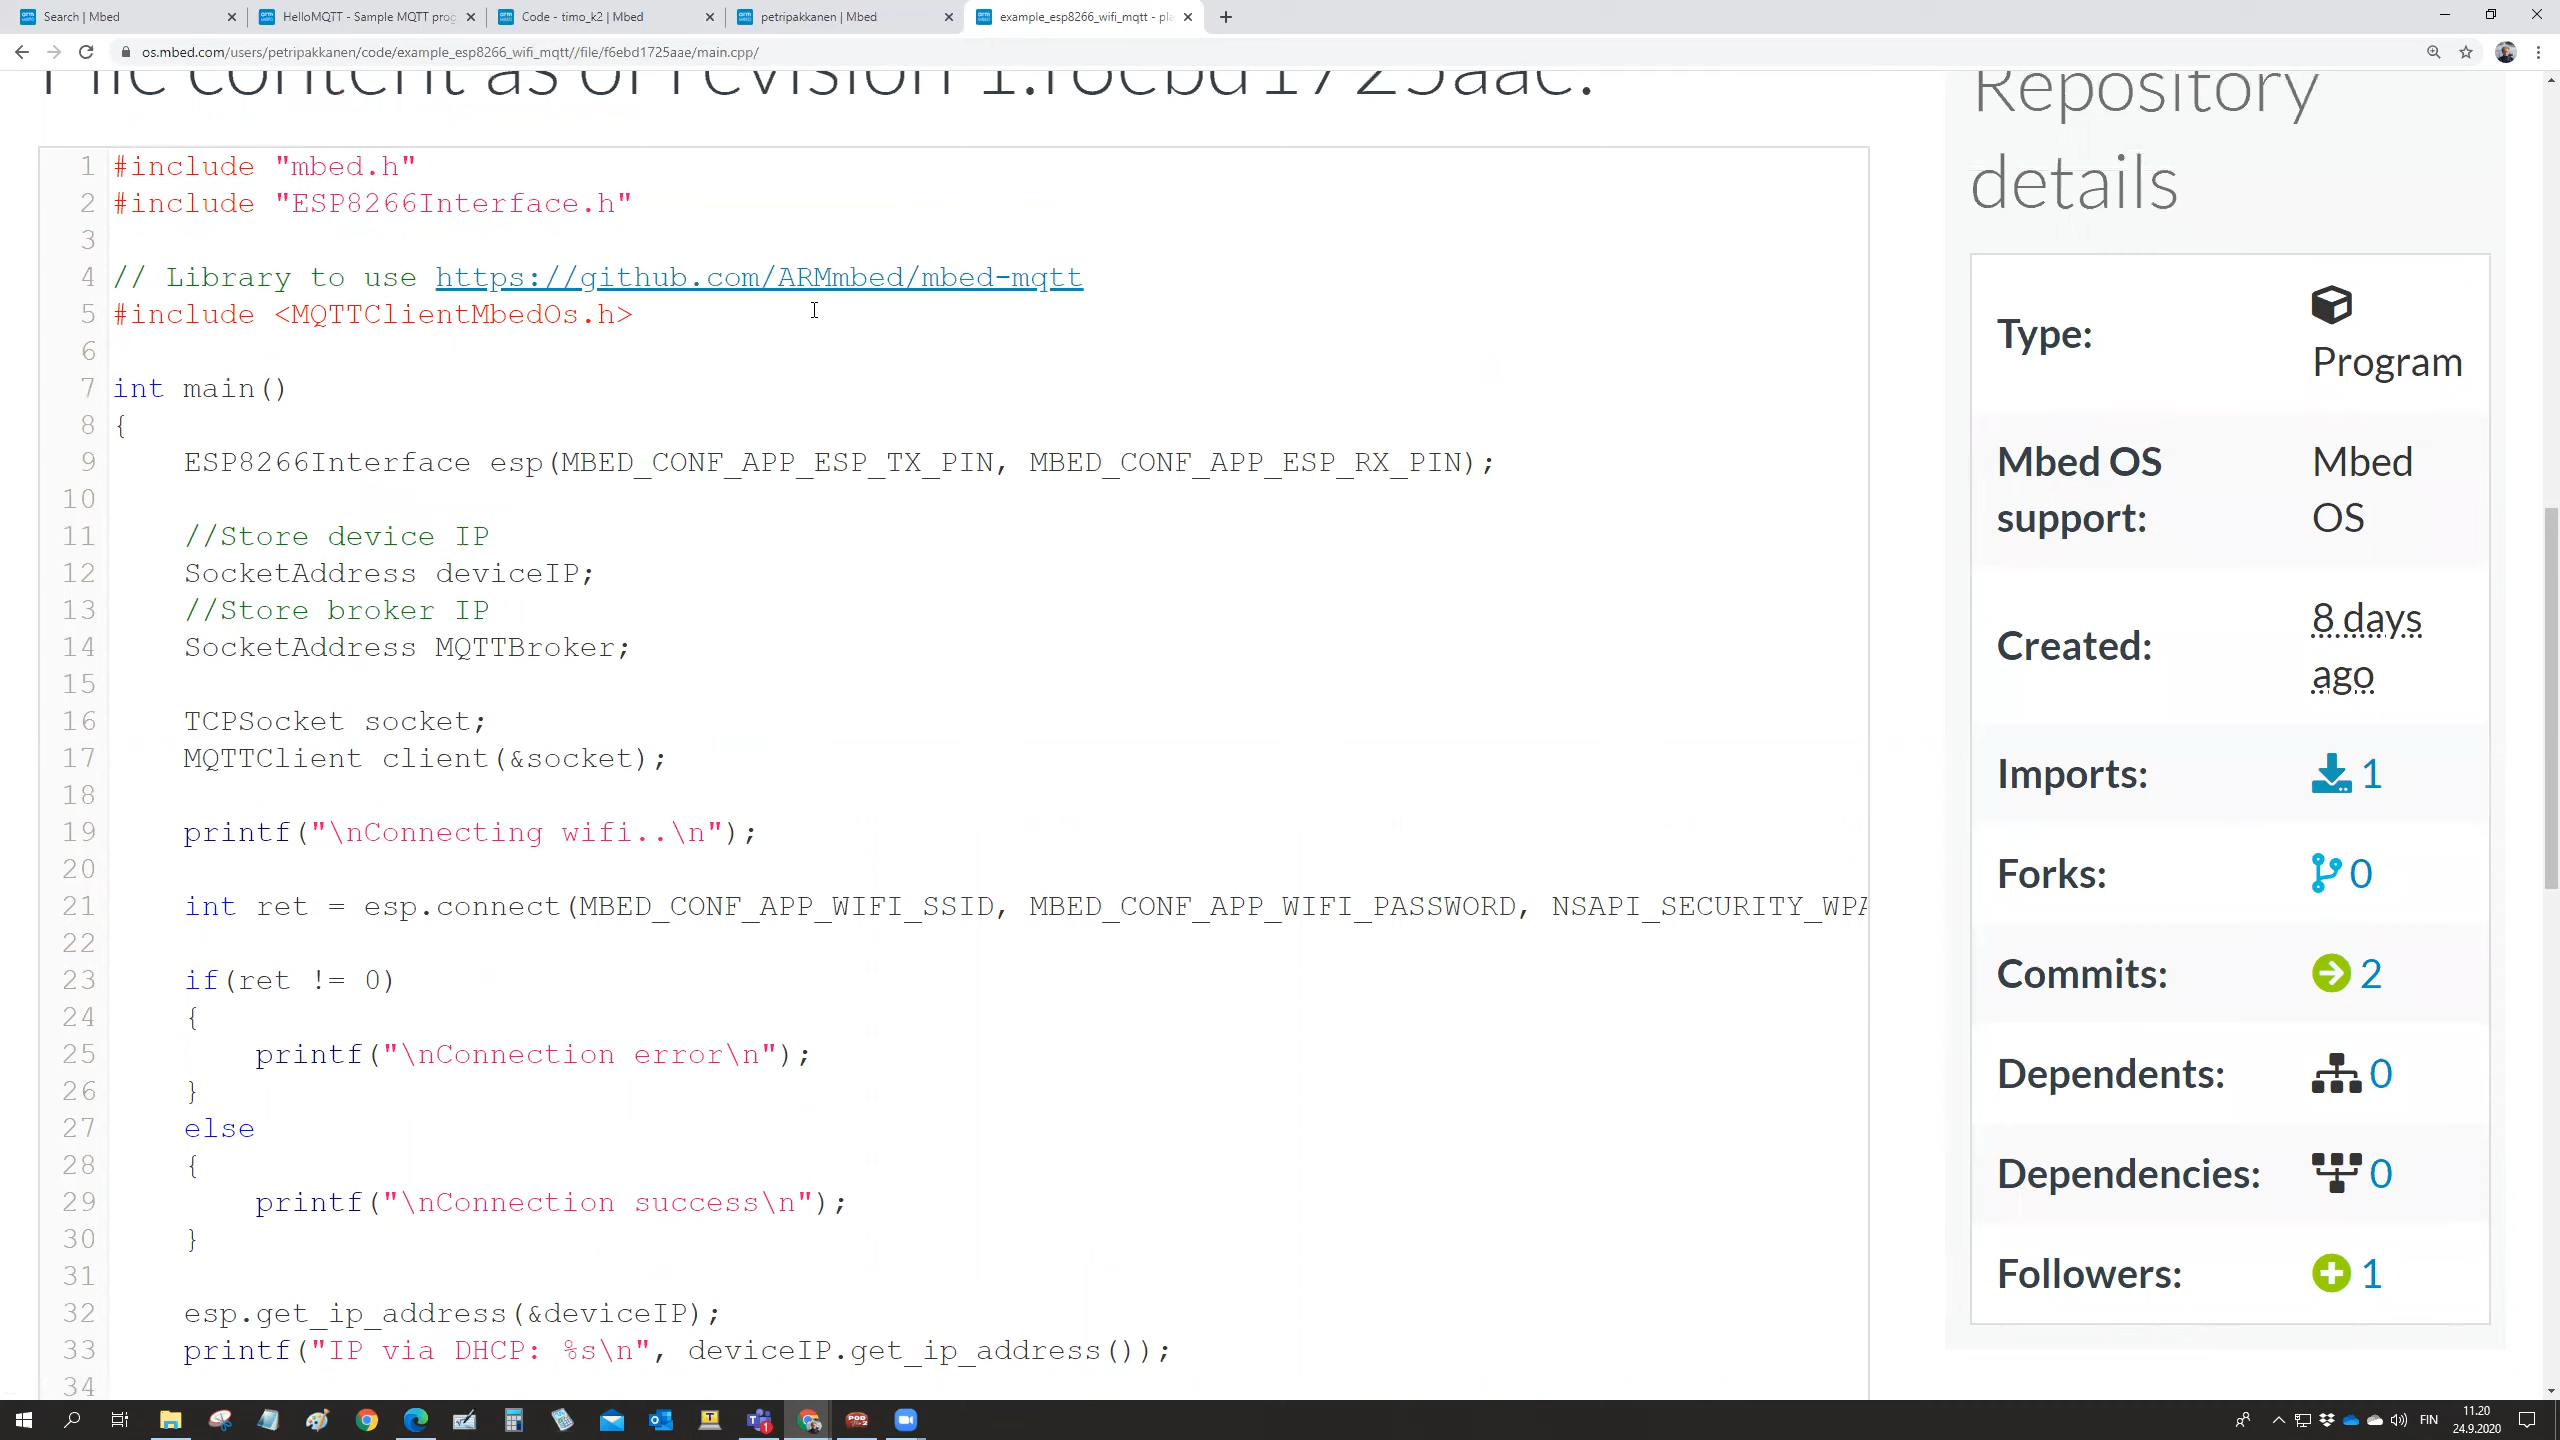 Search | Mbed
HelloMQTT - Sample MQTT prog
Code - timo_k2 | Mbed
petripakkanen | Mbed
example_esp8266_wifi_mqtt - pla
os.mbed.com/users/petripakkanen/code/example_esp8266_wifi_mqtt//file/f6ebd1725aae/main.cpp/
File content as of revision 1:f6ebd1725aae:
1 #include "mbed.h"
2 #include "ESP8266Interface.h"
3
4 // Library to use https://github.com/ARMmbed/mbed-mqtt
5 #include <MQTTClientMbedOs.h>
6
7 int main()
8 {
9 ESP8266Interface esp(MBED_CONF_APP_ESP_TX_PIN, MBED_CONF_APP_ESP_RX_PIN);
10
11 //Store device IP
12 SocketAddress deviceIP;
13 //Store broker IP
14 SocketAddress MQTTBroker;
15
16 TCPSocket socket;
17 MQTTClient client(&socket);
18
19 printf("\nConnecting wifi..\n");
20
21 int ret = esp.connect(MBED_CONF_APP_WIFI_SSID, MBED_CONF_APP_WIFI_PASSWORD, NSAPI_SECURITY_WPA
22
23 if(ret != 0)
24 {
25 printf("\nConnection error\n");
26 }
27 else
28 {
29 printf("\nConnection success\n");
30 }
31
32 esp.get_ip_address(&deviceIP);
33 printf("IP via DHCP: %s\n", deviceIP.get_ip_address());
34
Repository
details
Type: Program
Mbed OS support: Mbed OS
Created: 8 days ago
Imports: 1
Forks: 0
Commits: 2
Dependents: 0
Dependencies: 0
Followers: 1
FIN
11.20
24.9.2020